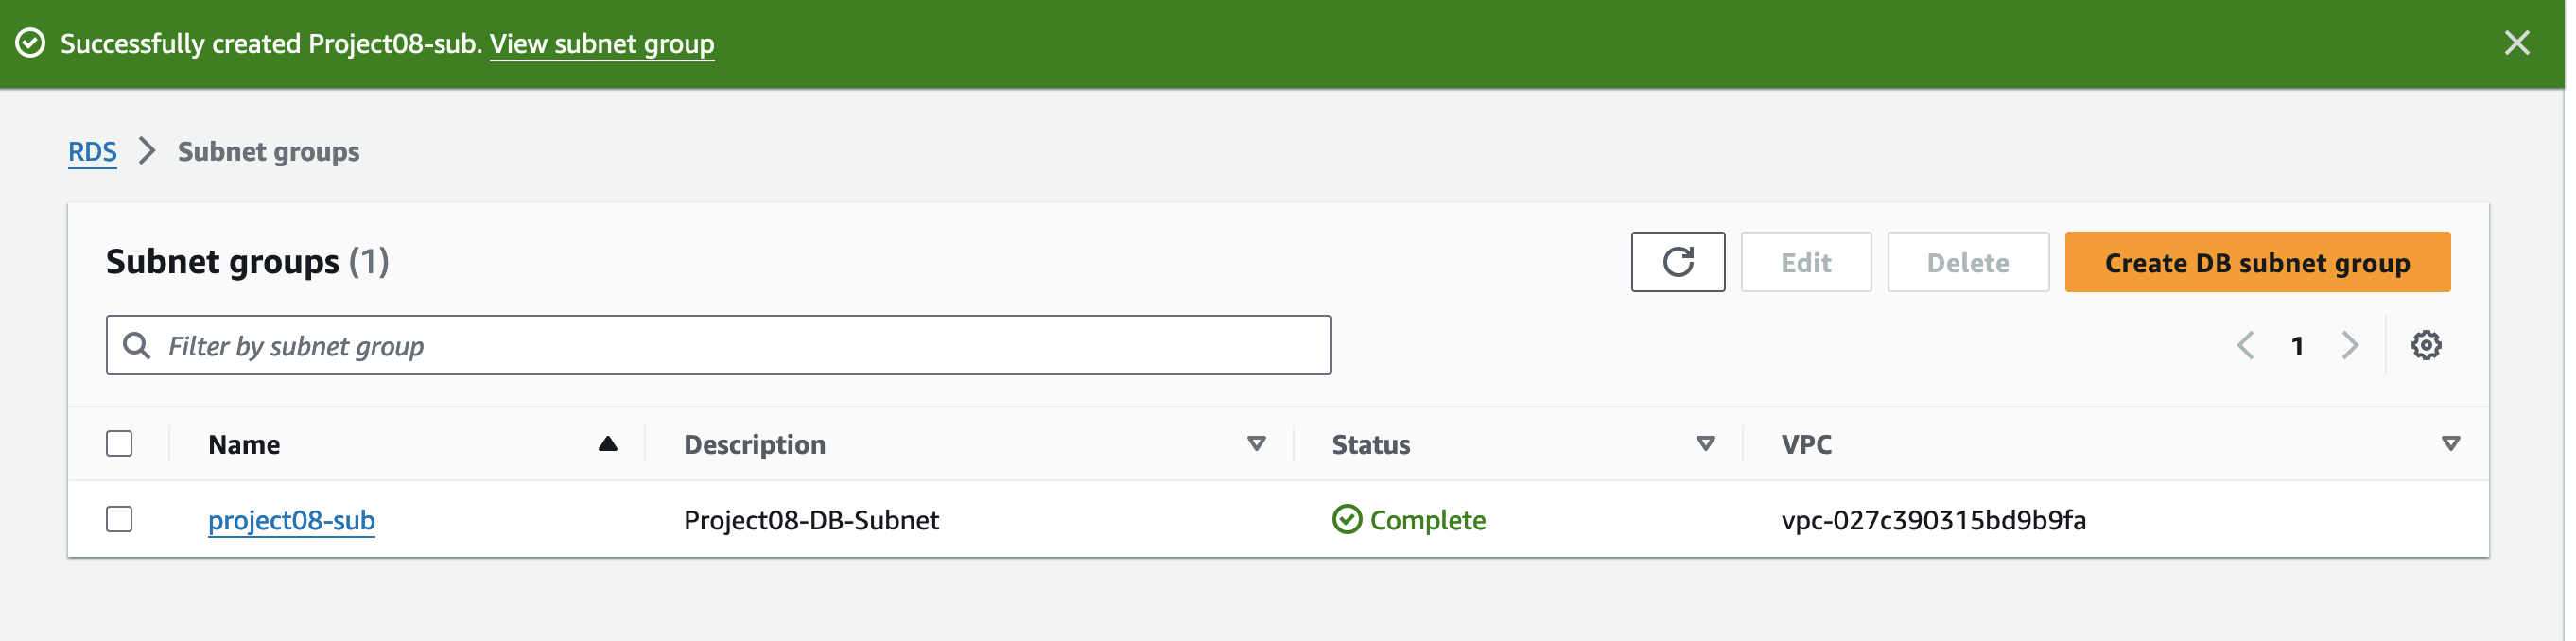 Successfully created Project08-sub. View subnet group
RDS Subnet groups
Subnet groups (1)
Edit Delete Create DB subnet group
Filter by subnet group
1
Name Description Status VPC
project08-sub Project08-DB-Subnet Complete vpc-027c390315bd9b9fa